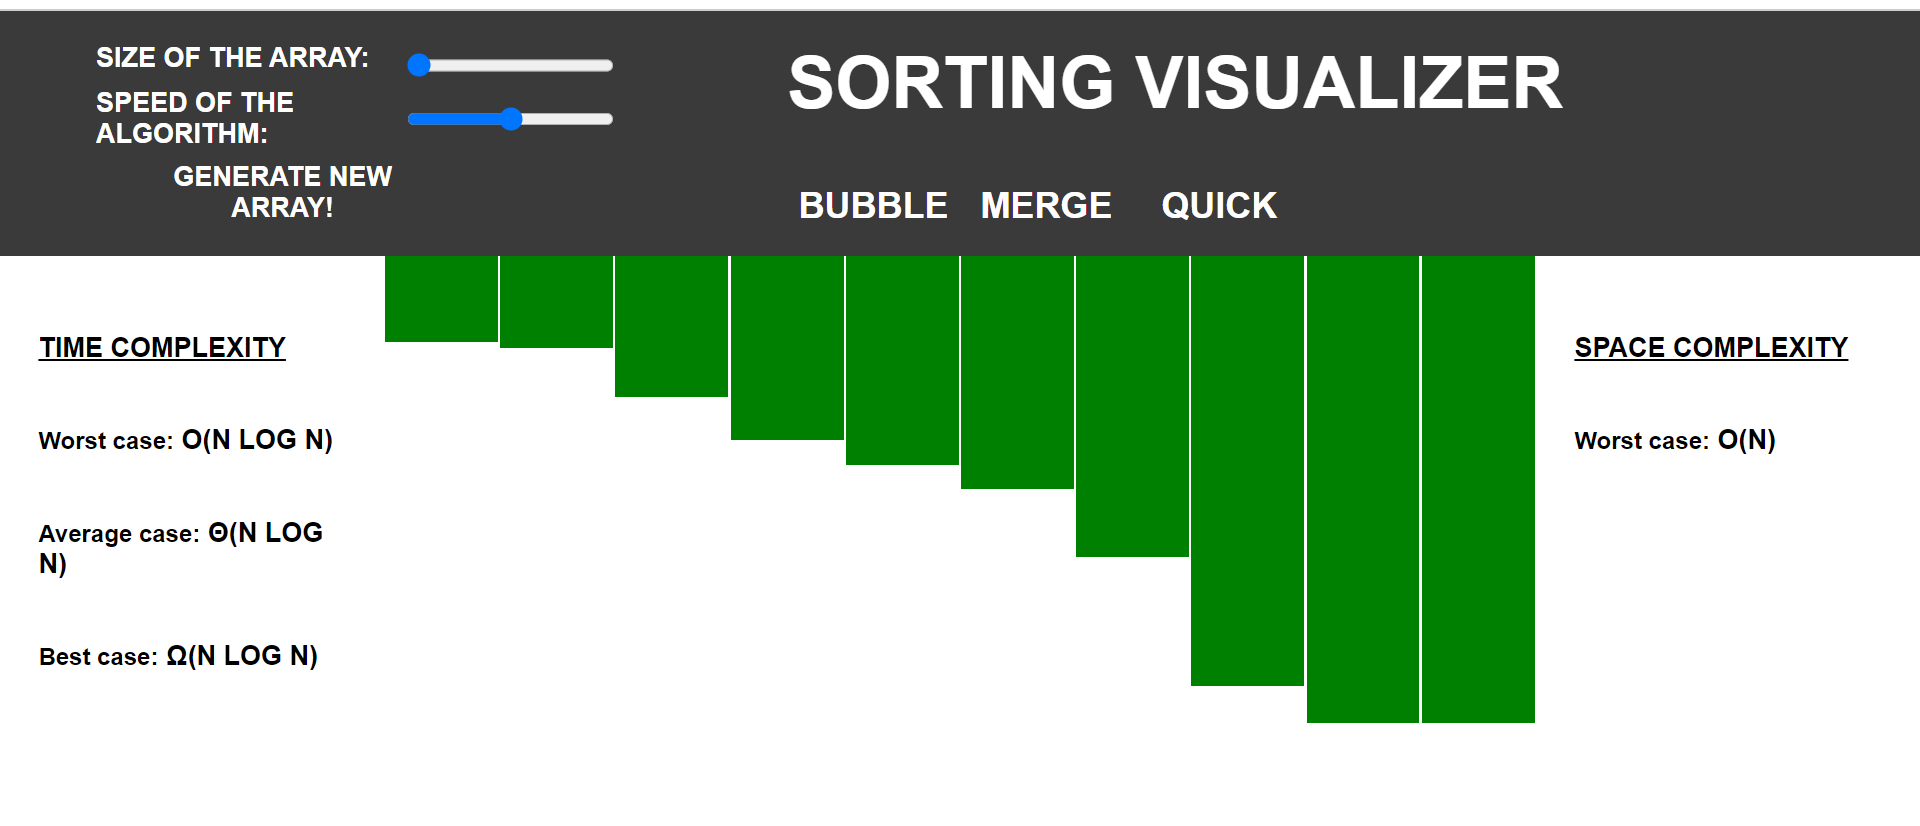 SIZE OF THE ARRAY:
SPEED OF THE
ALGORITHM:
GENERATE NEW
ARRAY!
SORTING VISUALIZER
BUBBLE MERGE QUICK
TIME COMPLEXITY
Worst case: O(N LOG N)
Average case: Θ(N LOG
N)
Best case: Ω(N LOG N)
SPACE COMPLEXITY
Worst case: O(N)